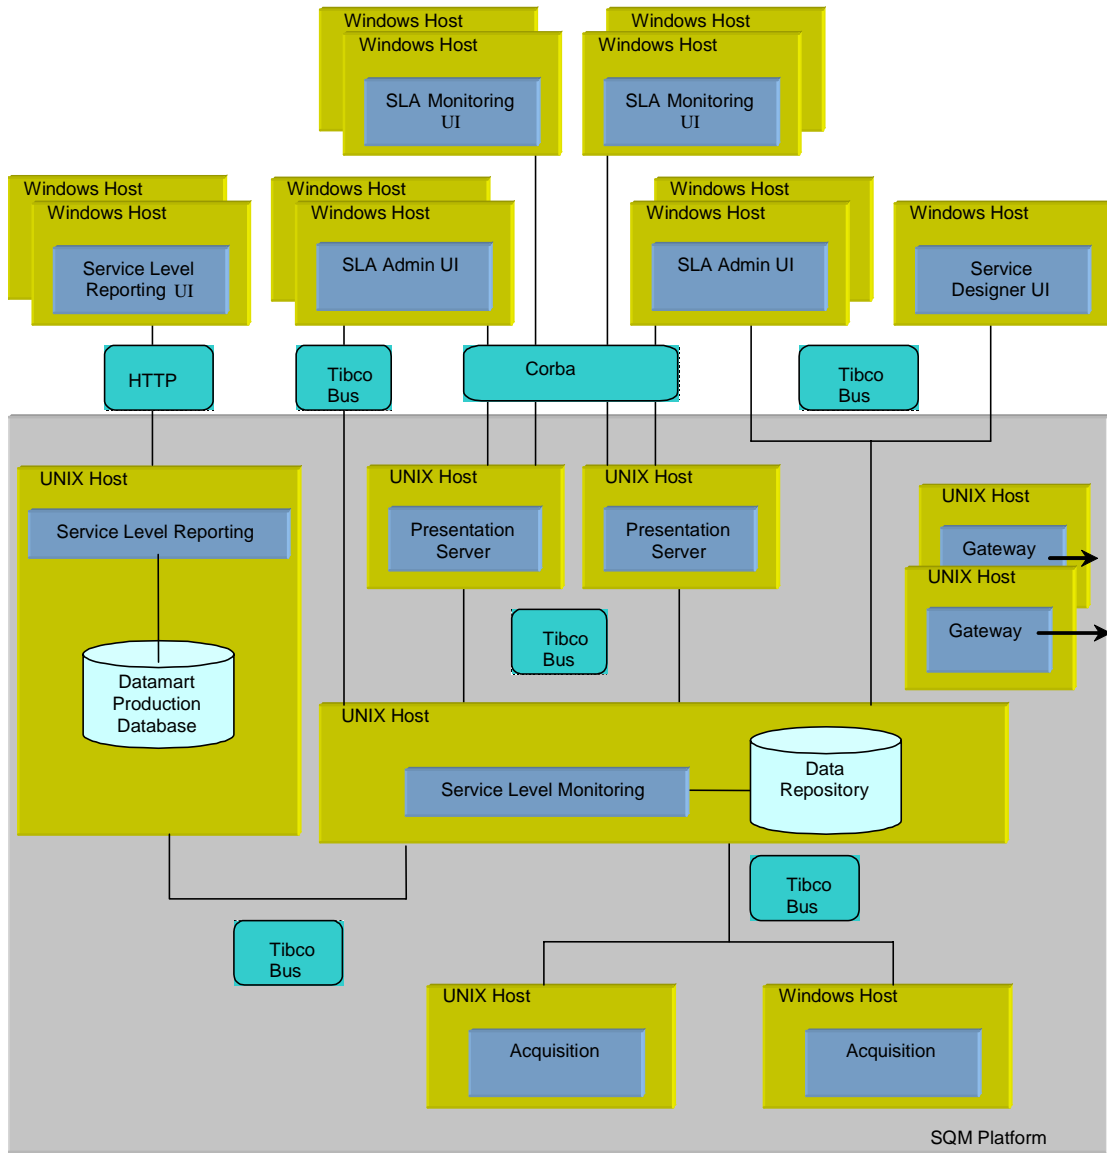 Windows Host
Windows Host
SLA Monitoring
UI
Windows Host
Windows Host
SLA Monitoring
UI
Windows Host
Windows Host
Service Level
Reporting UI
Windows Host
Windows Host
SLA Admin UI
Windows Host
Windows Host
SLA Admin UI
Windows Host
Service
Designer UI
HTTP
Tibco
Bus
Corba
Tibco
Bus
UNIX Host
Service Level Reporting
Datamart
Production
Database
UNIX Host
Presentation
Server
UNIX Host
Presentation
Server
UNIX Host
Gateway
UNIX Host
Gateway
Tibco
Bus
UNIX Host
Service Level Monitoring
Data
Repository
Tibco
Bus
Tibco
Bus
UNIX Host
Acquisition
Windows Host
Acquisition
SQM Platform